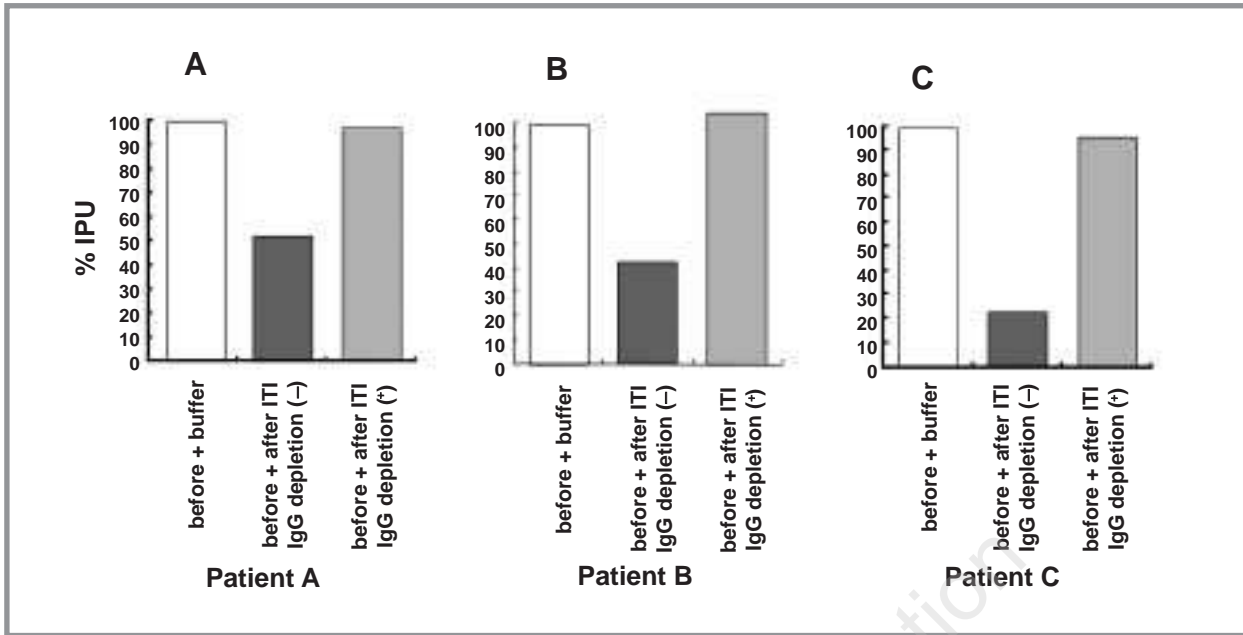 A
B
C
% IPU
100
90
80
70
60
50
40
30
20
10
0
before + buffer
before + after ITI
IgG depletion (–)
before + after ITI
IgG depletion (+)
Patient A
100
90
80
70
60
50
40
30
20
10
0
before + buffer
before + after ITI
IgG depletion (–)
before + after ITI
IgG depletion (+)
Patient B
100
90
80
70
60
50
40
30
20
10
0
before + buffer
before + after ITI
IgG depletion (–)
before + after ITI
IgG depletion (+)
Patient C